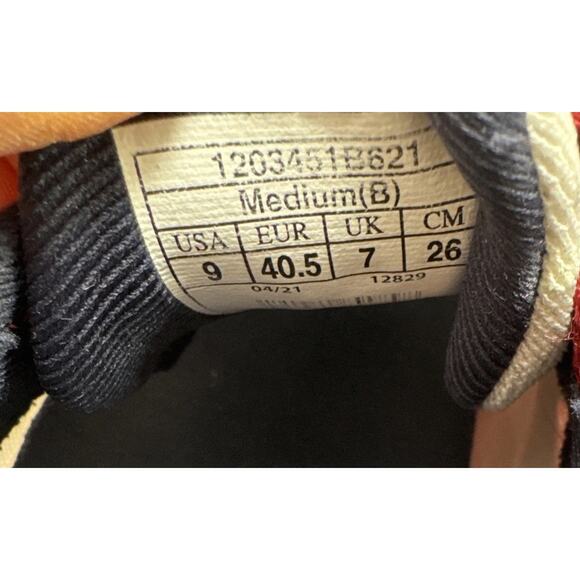 1203451B621
Medium(B)
USA EUR UK CM
9 40.5 7 26
04/21 12829